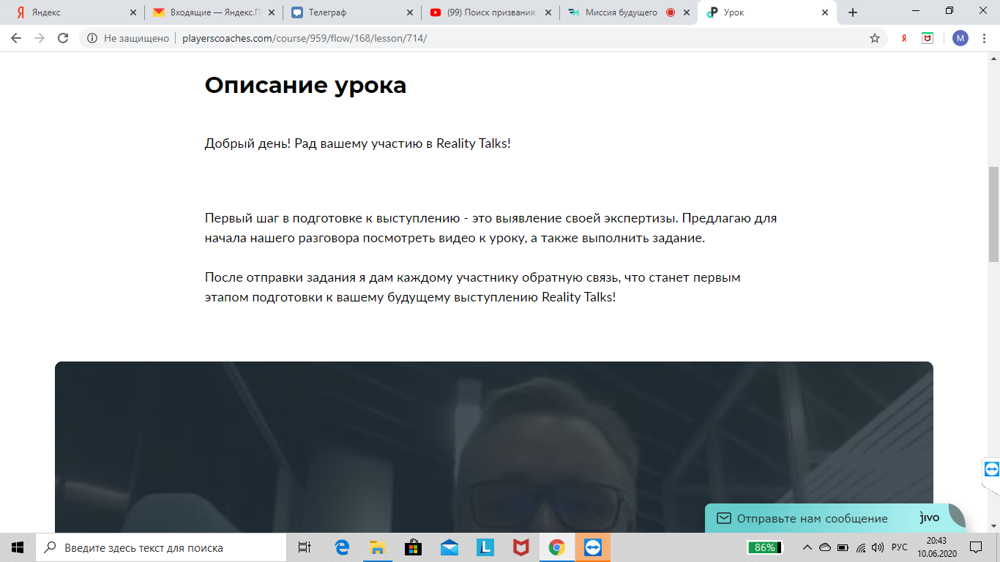 Яндекс
Входящие — Яндекс.П
Телеграф
(99) Поиск призвания:
Миссия будущего
Урок
Не защищено
playerscoaches.com/course/959/flow/168/lesson/714/
Я
М
Описание урока
Добрый день! Рад вашему участию в Reality Talks!
Первый шаг в подготовке к выступлению - это выявление своей экспертизы. Предлагаю для
начала нашего разговора посмотреть видео к уроку, а также выполнить задание.
После отправки задания я дам каждому участнику обратную связь, что станет первым
этапом подготовки к вашему будущему выступлению Reality Talks!
Отправьте нам сообщение
jivo
Введите здесь текст для поиска
L
86%
РУС
20:43
10.06.2020